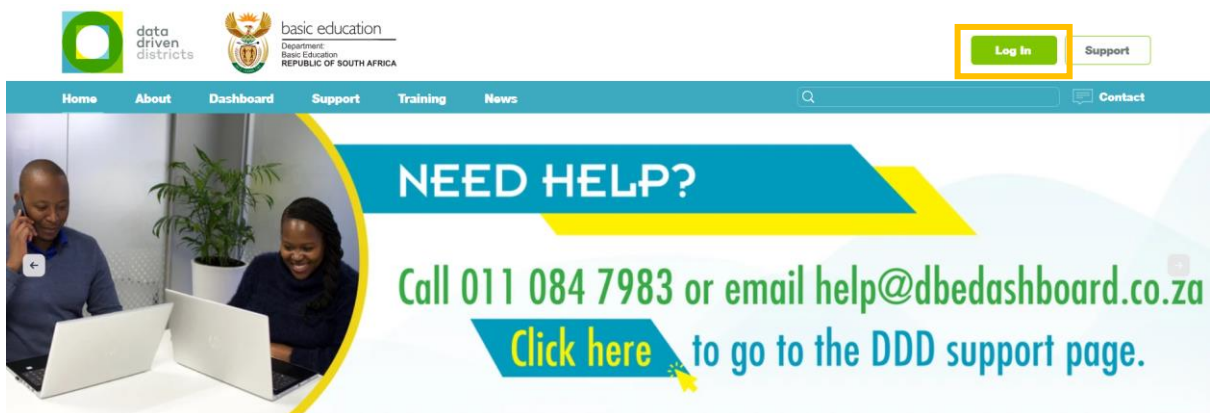 data
driven
districts
basic education
Department:
Basic Education
REPUBLIC OF SOUTH AFRICA
Log In
Support
Home About Dashboard Support Training News
Contact
NEED HELP?
Call 011 084 7983 or email help@dbedashboard.co.za
Click here to go to the DDD support page.